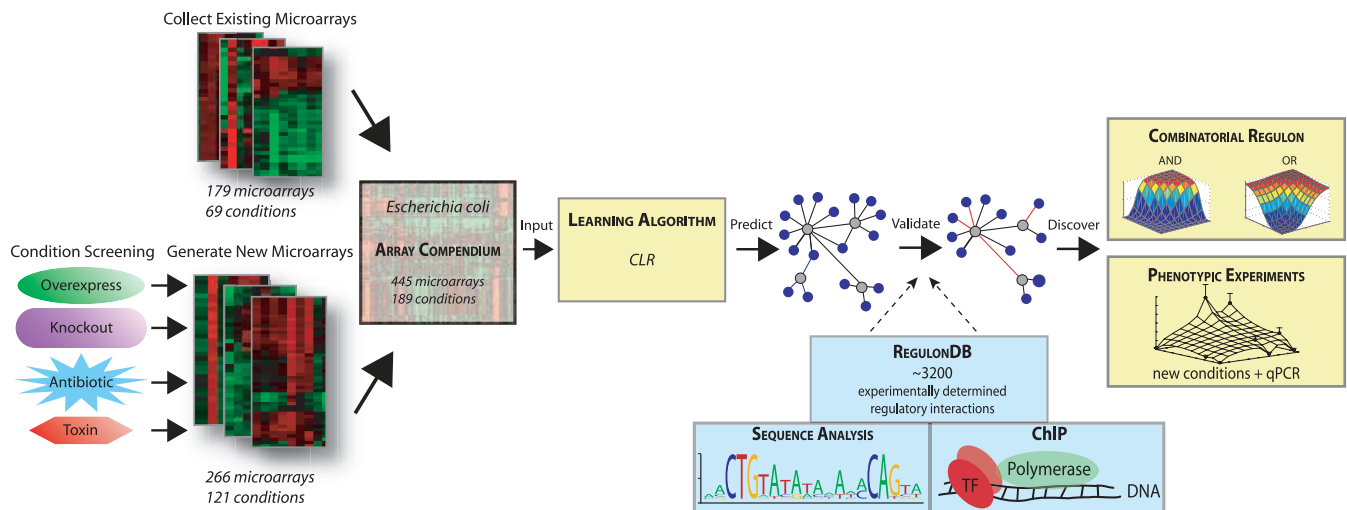 Collect Existing Microarrays
179 microarrays
69 conditions
Condition Screening
Overexpress
Knockout
Antibiotic
Toxin
Generate New Microarrays
266 microarrays
121 conditions
Escherichia coli
ARRAY COMPENDIUM
445 microarrays
189 conditions
Input
LEARNING ALGORITHM
CLR
Predict
Validate
Discover
COMBINATORIAL REGULON
AND
OR
PHENOTYPIC EXPERIMENTS
new conditions + qPCR
REGULONDB
~3200
experimentally determined
regulatory interactions
SEQUENCE ANALYSIS
CTGTATATA
CAG
CHIP
Polymerase
TF
DNA